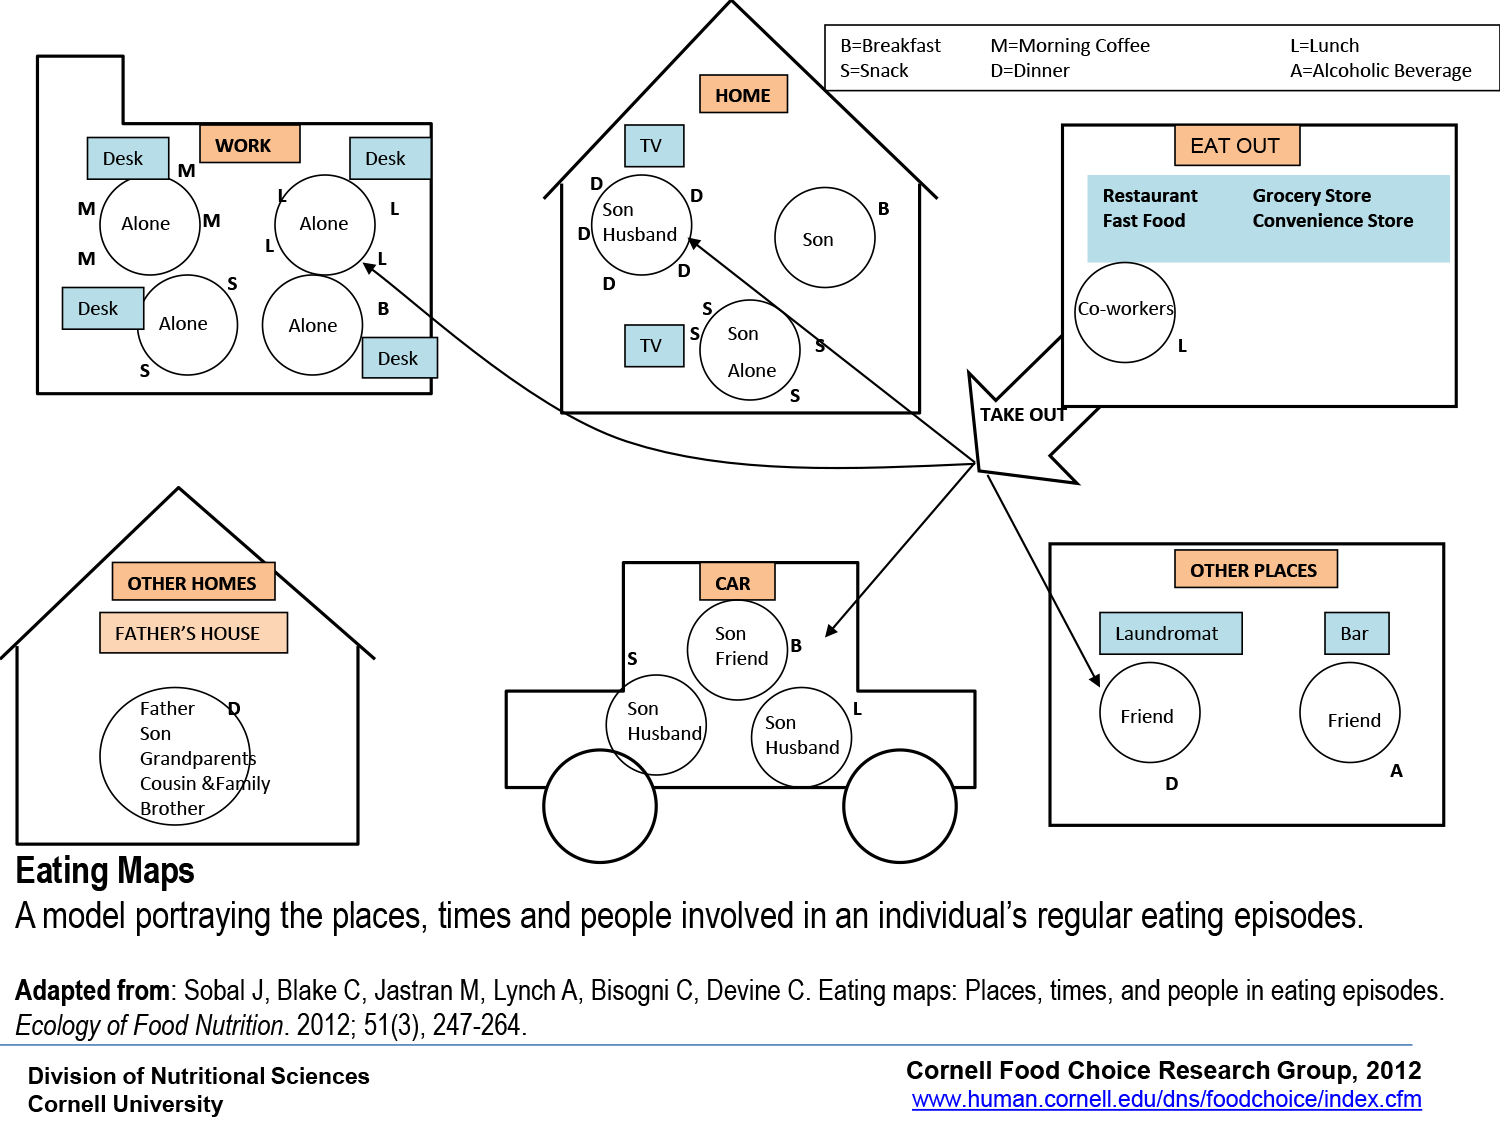 B=Breakfast M=Morning Coffee L=Lunch
S=Snack D=Dinner A=Alcoholic Beverage
WORK
Desk
M
Desk
M
Alone
M
M
L
Alone
L
L
L
Desk
Alone
S
S
Alone
B
Desk
HOME
TV
D
Son
Husband
D
D
D
D
Son
B
TV
S
S
Son
Alone
S
S
EAT OUT
Restaurant Grocery Store
Fast Food Convenience Store
Co-workers
L
TAKE OUT
OTHER HOMES
FATHER’S HOUSE
Father D
Son
Grandparents
Cousin &Family
Brother
CAR
Son
Friend
B
S
Son
Husband
Son
Husband
L
OTHER PLACES
Laundromat
Friend
D
Bar
Friend
A
Eating Maps
A model portraying the places, times and people involved in an individual’s regular eating episodes.
Adapted from: Sobal J, Blake C, Jastran M, Lynch A, Bisogni C, Devine C. Eating maps: Places, times, and people in eating episodes.
Ecology of Food Nutrition. 2012; 51(3), 247-264.
Division of Nutritional Sciences
Cornell University
Cornell Food Choice Research Group, 2012
www.human.cornell.edu/dns/foodchoice/index.cfm